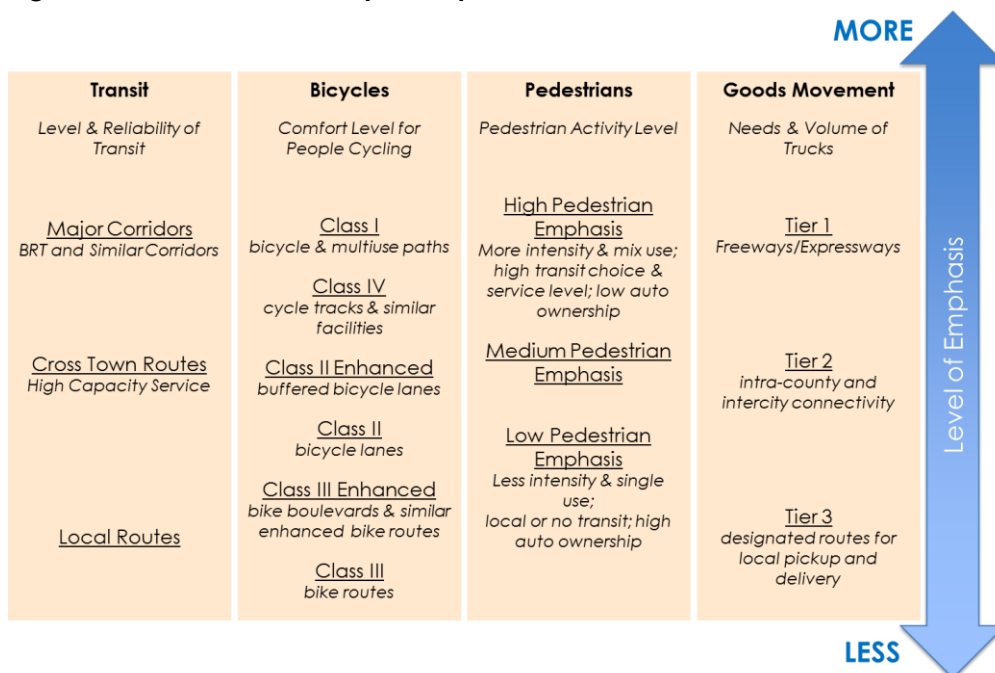 MORE
Transit
Level & Reliability of
Transit
Major Corridors
BRT and Similar Corridors
Cross Town Routes
High Capacity Service
Local Routes
Bicycles
Comfort Level for
People Cycling
Class I
bicycle & multiuse paths
Class IV
cycle tracks & similar
facilities
Class II Enhanced
buffered bicycle lanes
Class II
bicycle lanes
Class III Enhanced
bike boulevards & similar
enhanced bike routes
Class III
bike routes
Pedestrians
Pedestrian Activity Level
High Pedestrian
Emphasis
More intensity & mix use;
high transit choice &
service level; low auto
ownership
Medium Pedestrian
Emphasis
Low Pedestrian
Emphasis
Less intensity & single
use;
local or no transit; high
auto ownership
Goods Movement
Needs & Volume of
Trucks
Tier 1
Freeways/Expressways
Tier 2
intra-county and
intercity connectivity
Tier 3
designated routes for
local pickup and
delivery
Level of Emphasis
LESS